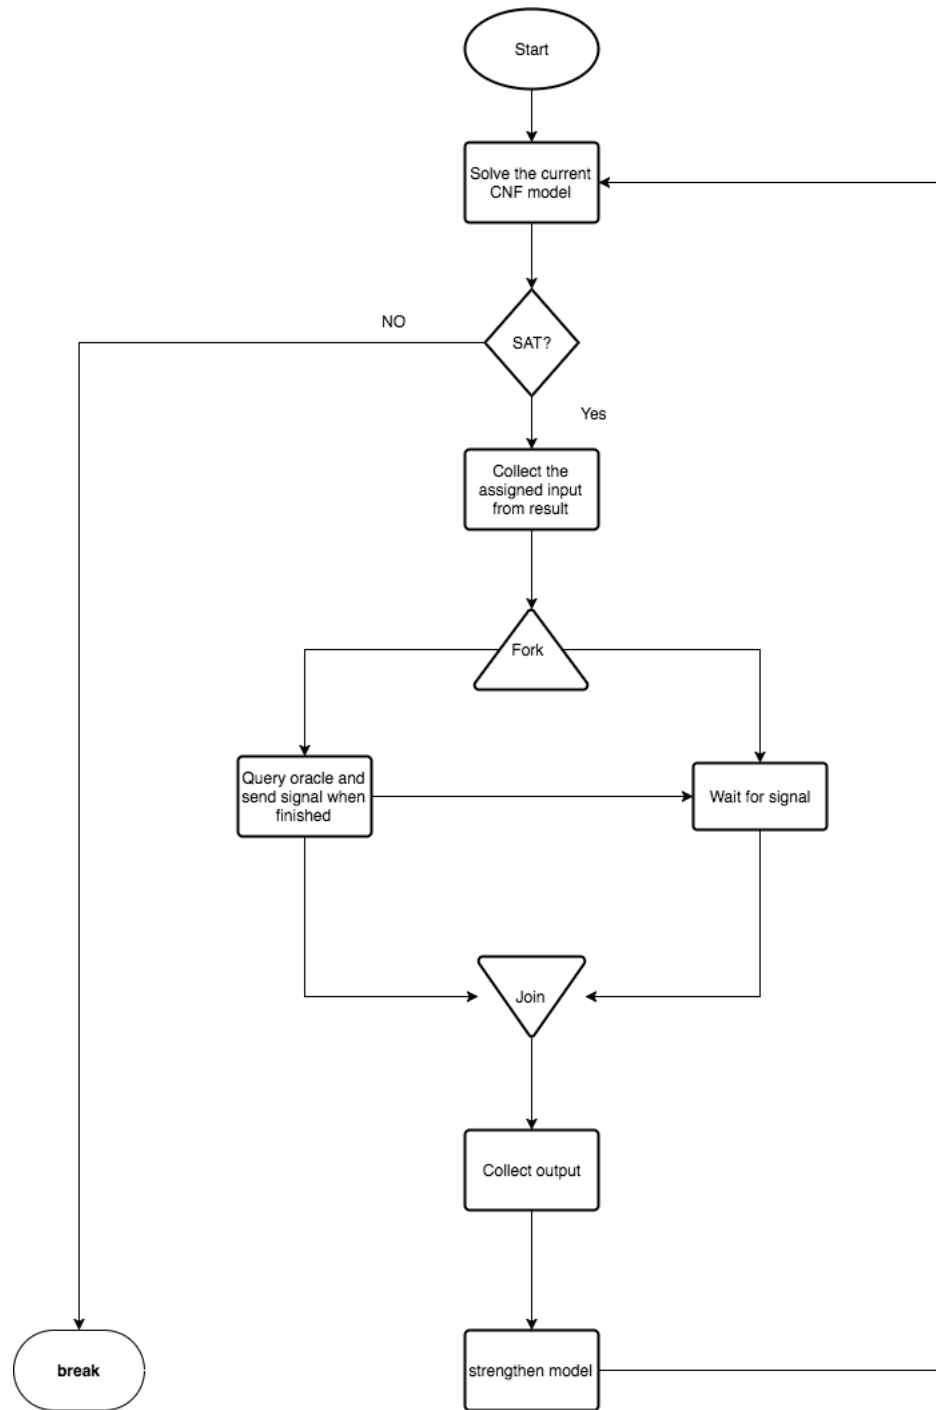 Start
Solve the current
CNF model
NO
SAT?
Yes
Collect the
assigned input
from result
Fork
Query oracle and
send signal when
finished
Wait for signal
Join
Collect output
break
strengthen model